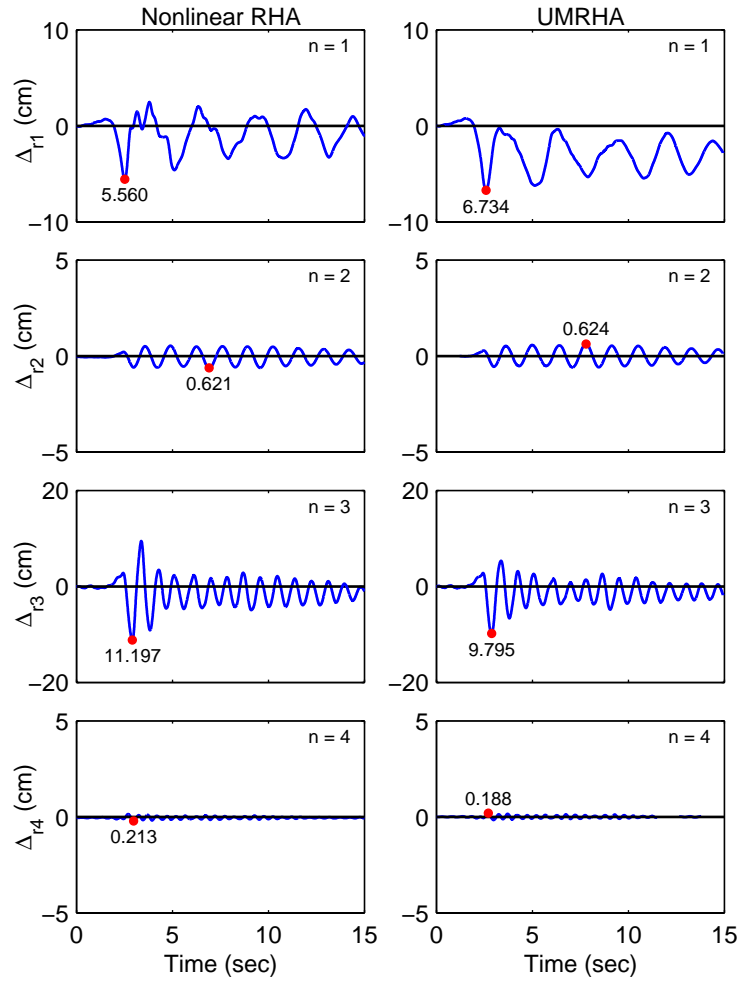 Nonlinear RHA
UMRHA
10
0
−10
Δr1 (cm)
n = 1
5.560
10
0
−10
n = 1
6.734
5
0
−5
Δr2 (cm)
n = 2
0.621
5
0
−5
n = 2
0.624
20
0
−20
Δr3 (cm)
n = 3
11.197
20
0
−20
n = 3
9.795
5
0
−5
Δr4 (cm)
n = 4
0.213
5
0
−5
n = 4
0.188
0 5 10 15
0 5 10 15
Time (sec)
Time (sec)